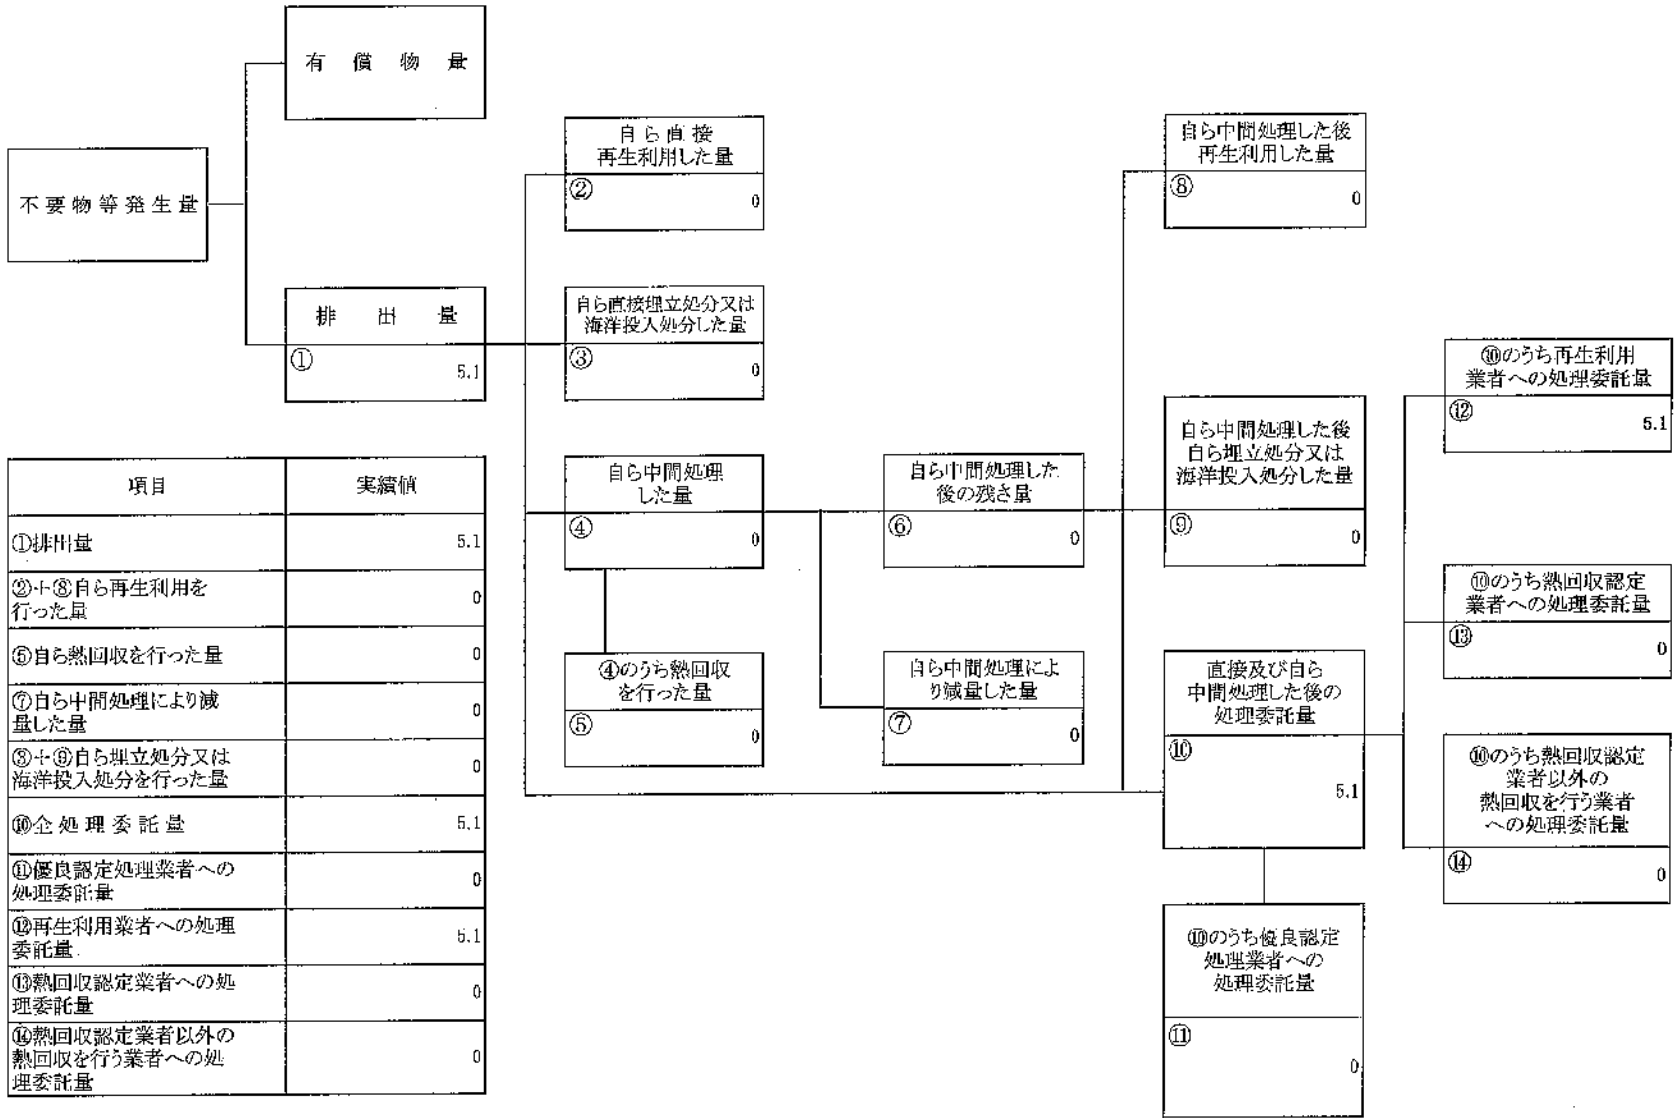 有償物量
不要物等発生量
排出量
① 5.1
自ら直接
再生利用した量
② 0
自ら直接埋立処分又は
海洋投入処分した量
③ 0
自ら中間処理
した量
④ 0
④のうち熱回収
を行った量
⑤ 0
自ら中間処理した
後の残さ量
⑥ 0
自ら中間処理によ
り減量した量
⑦ 0
自ら中間処理した後
再生利用した量
⑧ 0
自ら中間処理した後
自ら埋立処分又は
海洋投入処分した量
⑨ 0
直接及び自ら
中間処理した後の
処理委託量
⑩ 5.1
⑩のうち優良認定
処理業者への
処理委託量
⑪ 0
⑩のうち再生利用
業者への処理委託量
⑫ 5.1
⑩のうち熱回収認定
業者への処理委託量
⑬ 0
⑩のうち熱回収認定
業者以外の
熱回収を行う業者
への処理委託量
⑭ 0
項目 実績値
①排出量 5.1
②+⑧自ら再生利用を
行った量 0
⑤自ら熱回収を行った量 0
⑦自ら中間処理により減
量した量 0
③+⑨自ら埋立処分又は
海洋投入処分を行った量 0
⑩全処理委託量 5.1
⑪優良認定処理業者への
処理委託量 0
⑫再生利用業者への処理
委託量 5.1
⑬熱回収認定業者への処
理委託量 0
⑭熱回収認定業者以外の
熱回収を行う業者への処
理委託量 0